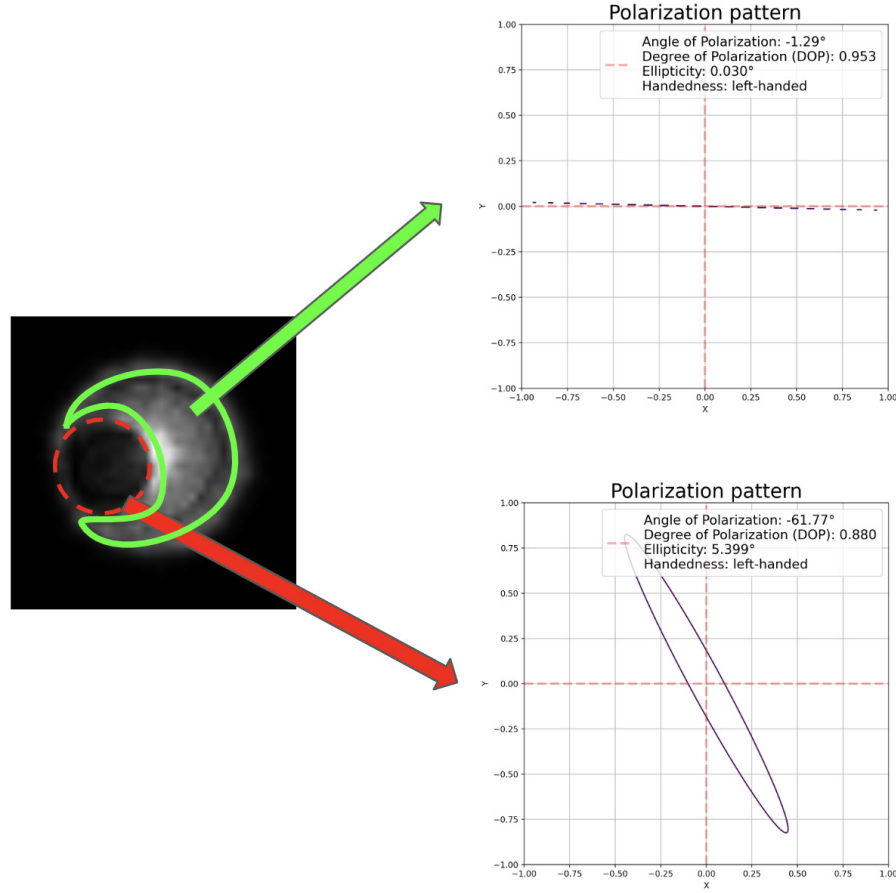 Polarization pattern
Angle of Polarization: -1.29°
Degree of Polarization (DOP): 0.953
Ellipticity: 0.030°
Handedness: left-handed
1.00
0.75
0.50
0.25
0.00
−0.25
−0.50
−0.75
−1.00
Y
−1.00 −0.75 −0.50 −0.25 0.00 0.25 0.50 0.75 1.00
X
Polarization pattern
Angle of Polarization: -61.77°
Degree of Polarization (DOP): 0.880
Ellipticity: 5.399°
Handedness: left-handed
1.00
0.75
0.50
0.25
0.00
−0.25
−0.50
−0.75
−1.00
Y
−1.00 −0.75 −0.50 −0.25 0.00 0.25 0.50 0.75 1.00
X